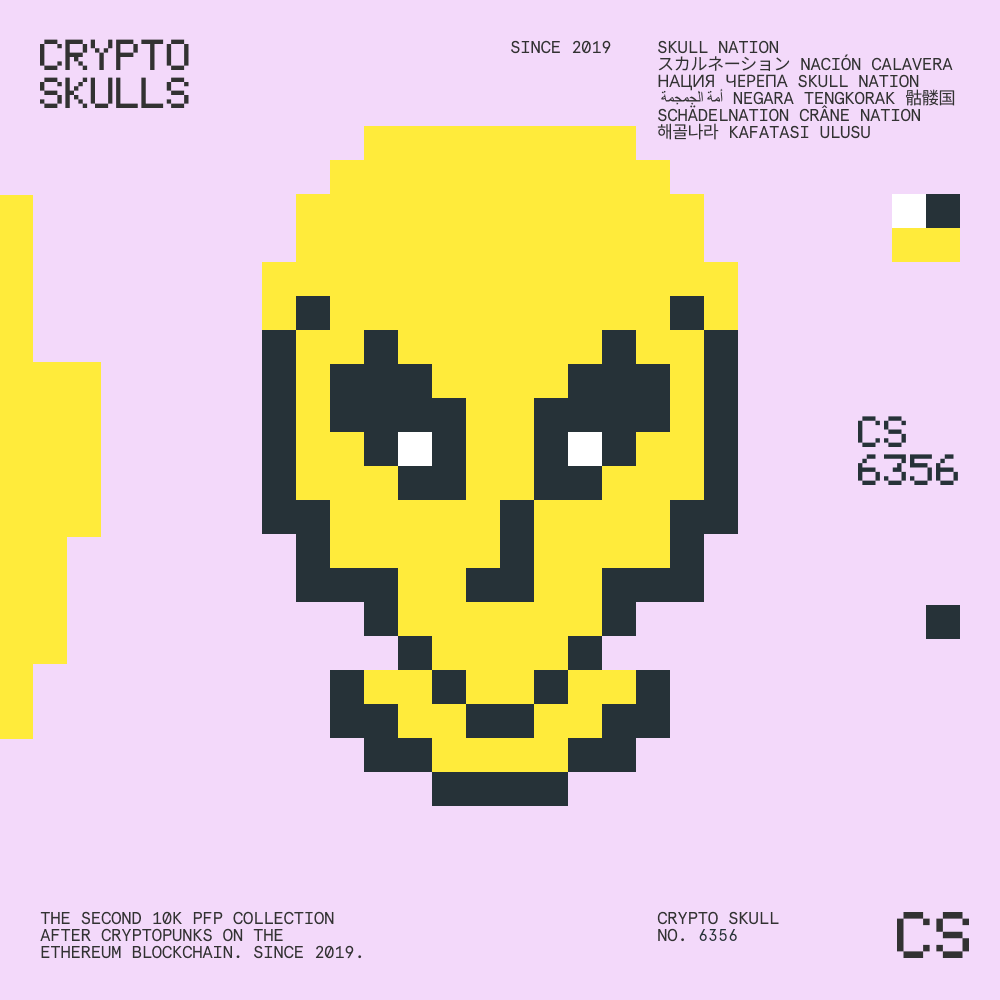 CRYPTO
SKULLS
SINCE 2019
SKULL NATION
スカルネーション NACIÓN CALAVERA
НАЦИЯ ЧЕРЕПА SKULL NATION
أمة الجمجمة NEGARA TENGKORAK 骷髅国
SCHÄDELNATION CRÂNE NATION
해골나라 KAFATASI ULUSU
CS
6356
THE SECOND 10K PFP COLLECTION
AFTER CRYPTOPUNKS ON THE
ETHEREUM BLOCKCHAIN. SINCE 2019.
CRYPTO SKULL
NO. 6356
CS